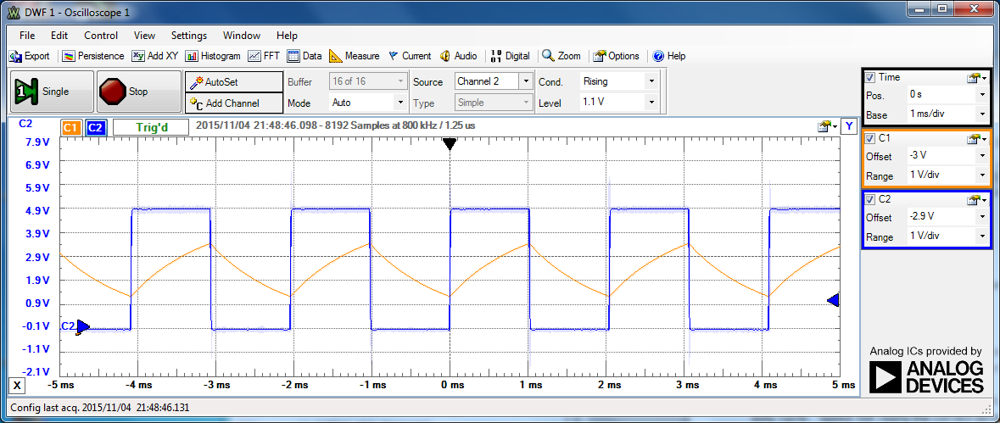 DWF 1 - Oscilloscope 1
File Edit Control View Settings Window Help
Export Persistence Add XY Histogram FFT Data Measure Current Audio Digital Zoom Options Help
1 Single Stop AutoSet Buffer 16 of 16 Source Channel 2 Cond. Rising
Add Channel Mode Auto Type Simple Level 1.1 V
C2 C1 C2 Trig'd 2015/11/04 21:48:46.098 - 8192 Samples at 800 kHz / 1.25 us Y
7.9 V
6.9 V
5.9 V
4.9 V
3.9 V
2.9 V
1.9 V
0.9 V
-0.1 V C2
-1.1 V
-2.1 V
X -5 ms -4 ms -3 ms -2 ms -1 ms 0 ms 1 ms 2 ms 3 ms 4 ms 5 ms
Time
Pos. 0 s
Base 1 ms/div
C1
Offset -3 V
Range 1 V/div
C2
Offset -2.9 V
Range 1 V/div
Analog ICs provided by
ANALOG
DEVICES
Config last acq. 2015/11/04 21:48:46.131